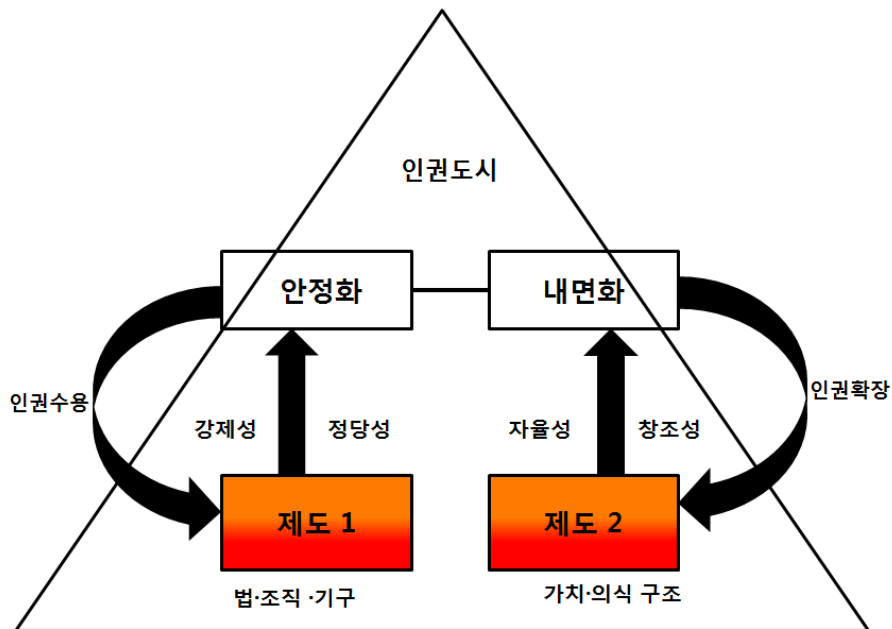 인권도시
안정화
내면화
인권수용
인권확장
강제성
정당성
자율성
창조성
제도 1
제도 2
법·조직 ·기구
가치·의식 구조